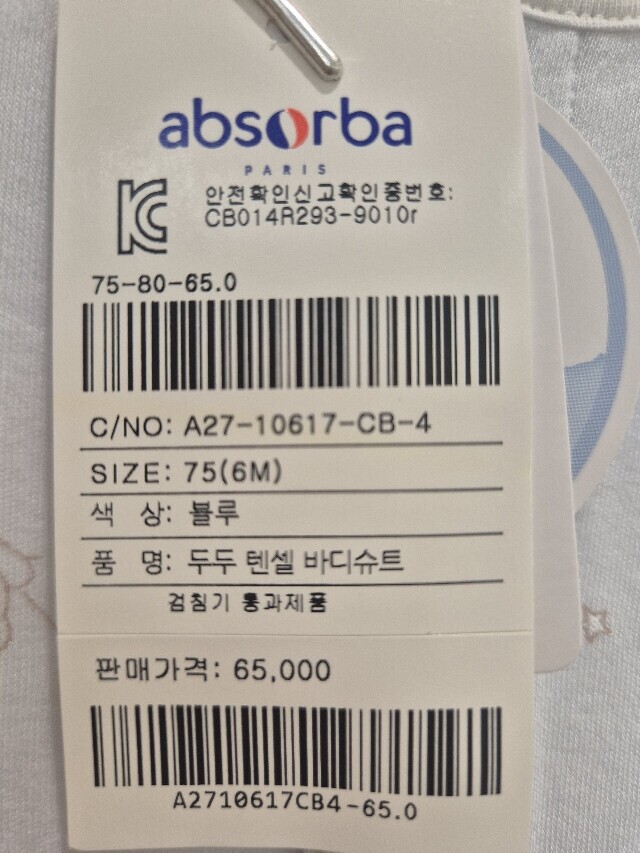 absorba
PARIS
안전확인신고확인증번호:
CB014R293-9010r
75-80-65.0
C/NO: A27-10617-CB-4
SIZE: 75(6M)
색 상: 블루
품 명: 두두 텐셀 바디슈트
검침기 통과제품
판매가격: 65,000
A2710617CB4-65.0